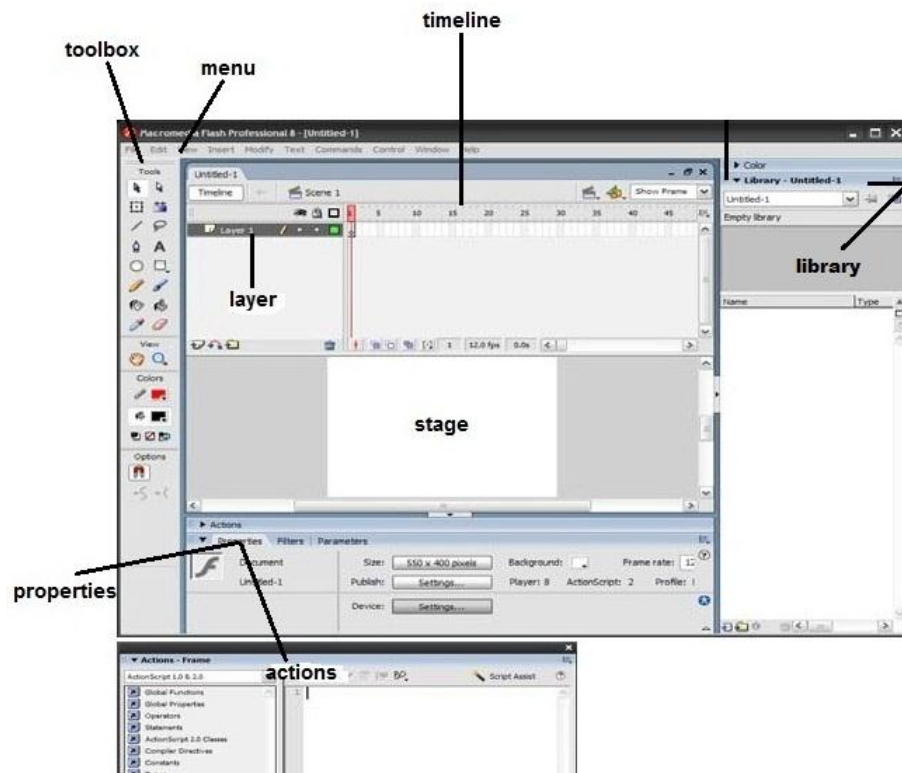 timeline
toolbox
menu
Macromedia Flash Professional 8 - [Untitled-1]
File Edit View Insert Modify Text Commands Control Window Help
Tools
Untitled-1
Timeline Scene 1 Show Frame
5 10 15 20 25 30 35 40 45
Layer 1
layer
1 12.0 fps 0.0s
View
Colors
Options
stage
Color
Library - Untitled-1
Untitled-1
Empty library
library
Name Type
Actions
Properties Filters Parameters
Document Size: 550 x 400 pixels Background: Frame rate: 12
Untitled-1 Publish: Settings... Player: 8 ActionScript: 2 Profile:
Device: Settings...
properties
Actions - Frame
actions
ActionScript 1.0 & 2.0 Script Assist
1
Global Functions
Global Properties
Operators
Statements
ActionScript 2.0 Classes
Compiler Directives
Constants